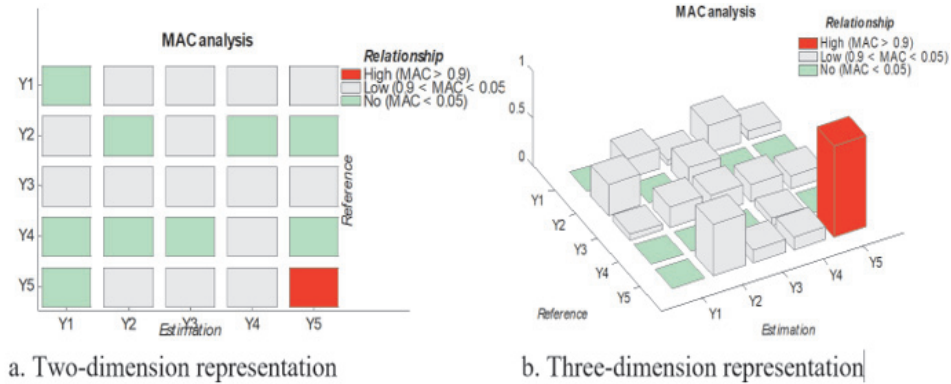 MAC analysis
Relationship
High (MAC > 0.9)
Low (0.9 < MAC < 0.05
No (MAC < 0.05)
Y1
Y2
Y3
Y4
Y5
Reference
Y1 Y2 Y3 Y4 Y5
Estimation
a. Two-dimension representation
MAC analysis
Relationship
High (MAC > 0.9)
Low (0.9 < MAC < 0.05
No (MAC < 0.05)
1
0.5
0
Y1
Y2
Y3
Y4
Y5
Reference
Y1
Y2
Y3
Y4
Y5
Estimation
b. Three-dimension representation